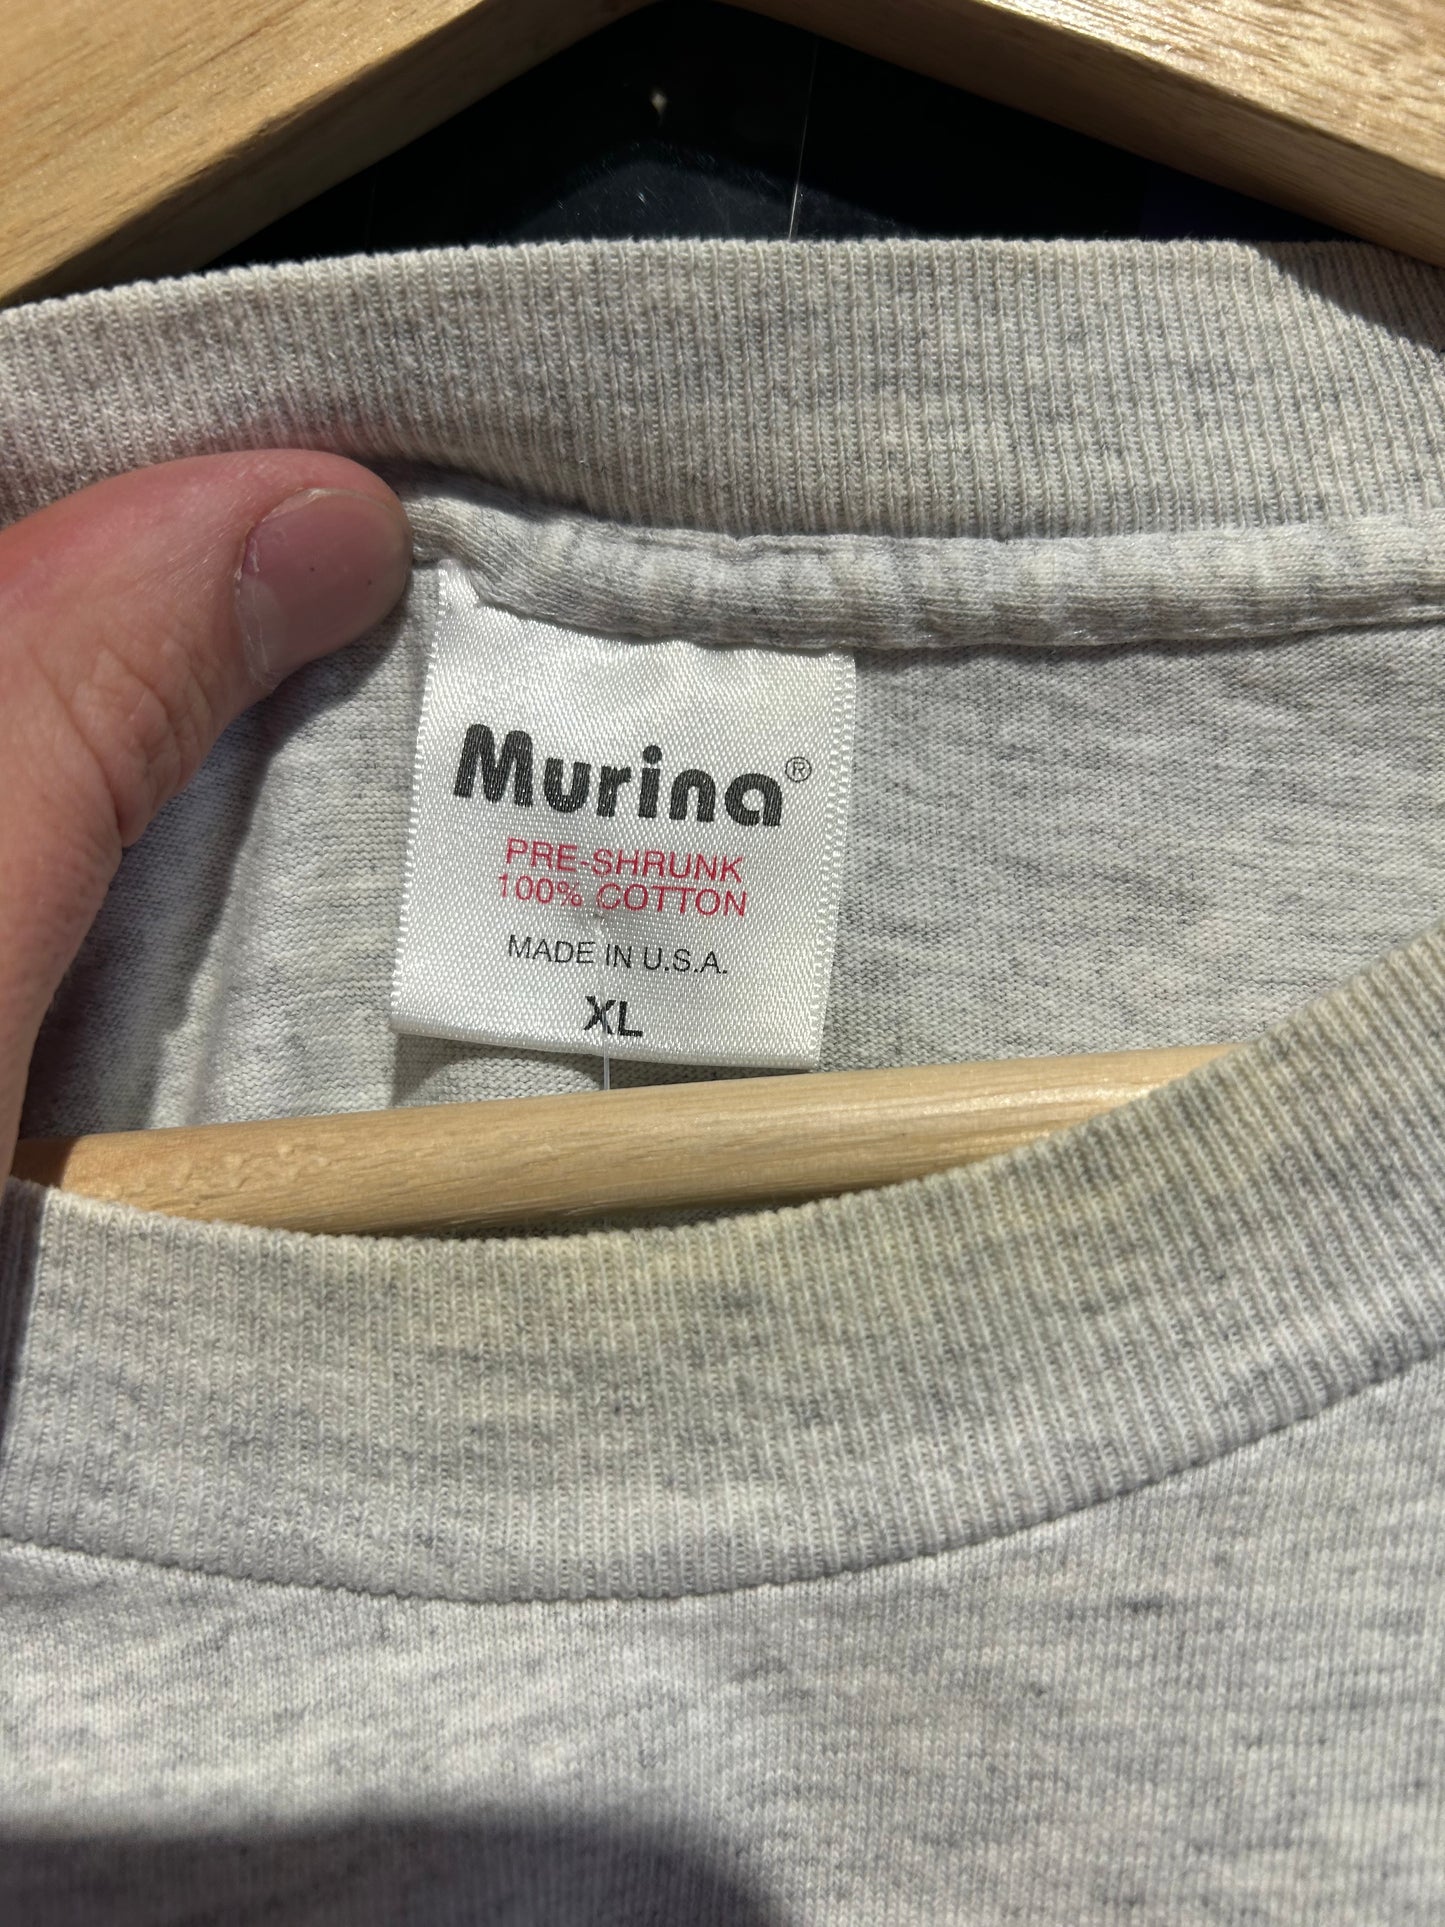 Murina®
PRE-SHRUNK
100% COTTON
MADE IN U.S.A.
XL